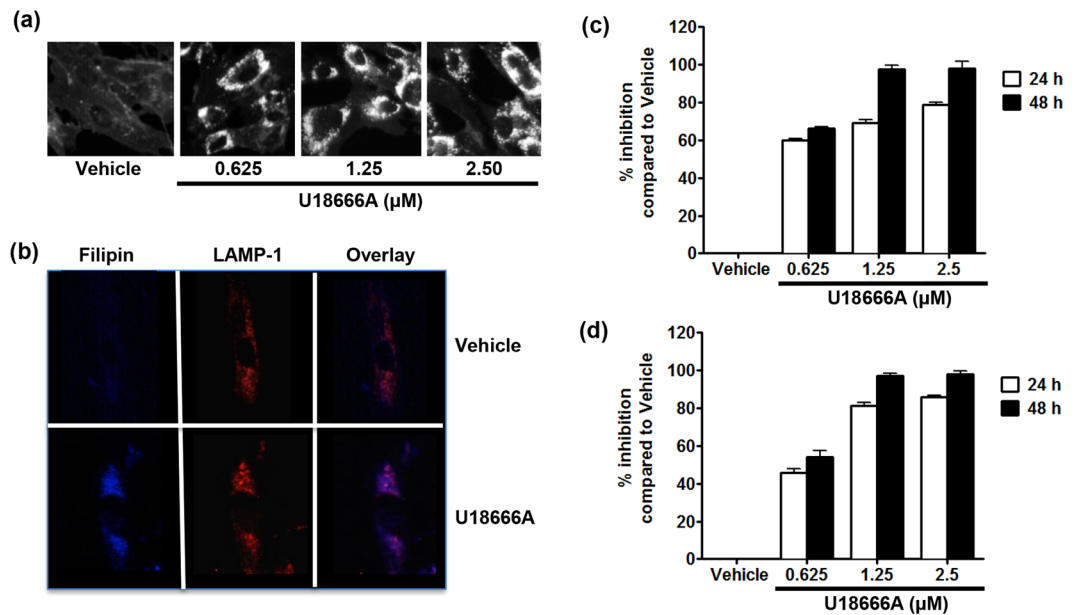 (a)
Vehicle
0.625
1.25
2.50
U18666A (µM)
(b)
Filipin
LAMP-1
Overlay
Vehicle
U18666A
(c)
% inhibition
compared to Vehicle
120
100
80
60
40
20
0
24 h
48 h
Vehicle
0.625
1.25
2.5
U18666A (µM)
(d)
% inhibition
compared to Vehicle
120
100
80
60
40
20
0
24 h
48 h
Vehicle
0.625
1.25
2.5
U18666A (µM)